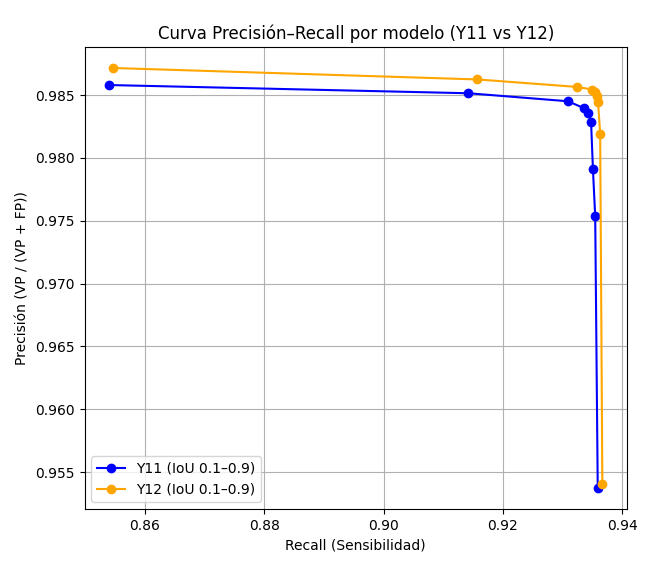 Curva Precisión–Recall por modelo (Y11 vs Y12)
Precisión (VP / (VP + FP))
0.985
0.980
0.975
0.970
0.965
0.960
0.955
Y11 (IoU 0.1–0.9)
Y12 (IoU 0.1–0.9)
0.86 0.88 0.90 0.92 0.94
Recall (Sensibilidad)